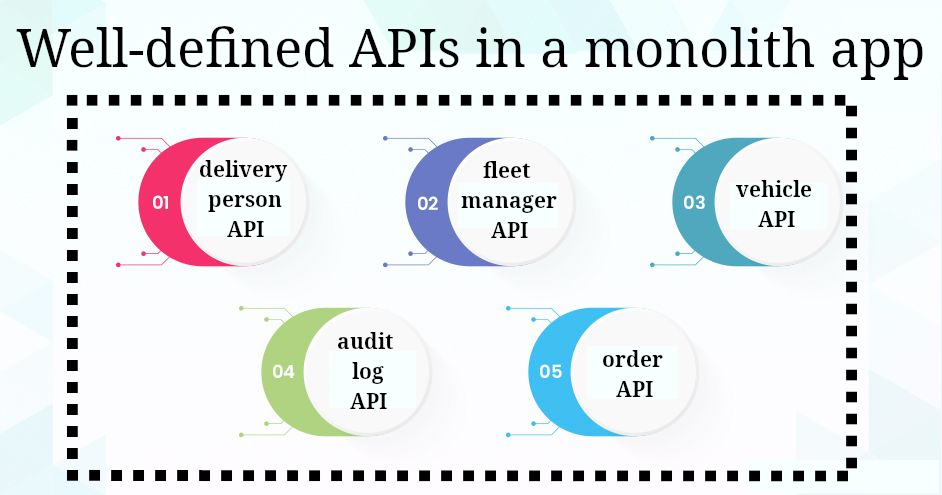 Well-defined APIs in a monolith app
01
delivery
person
API
02
fleet
manager
API
03
vehicle
API
04
audit
log
API
05
order
API